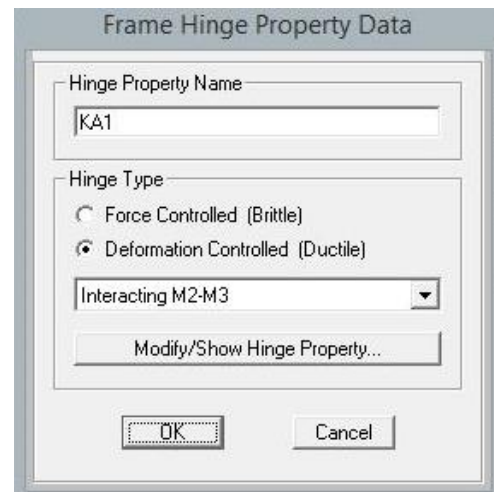 Frame Hinge Property Data
Hinge Property Name
KA1
Hinge Type
Force Controlled (Brittle)
Deformation Controlled (Ductile)
Interacting M2-M3
Modify/Show Hinge Property...
OK Cancel